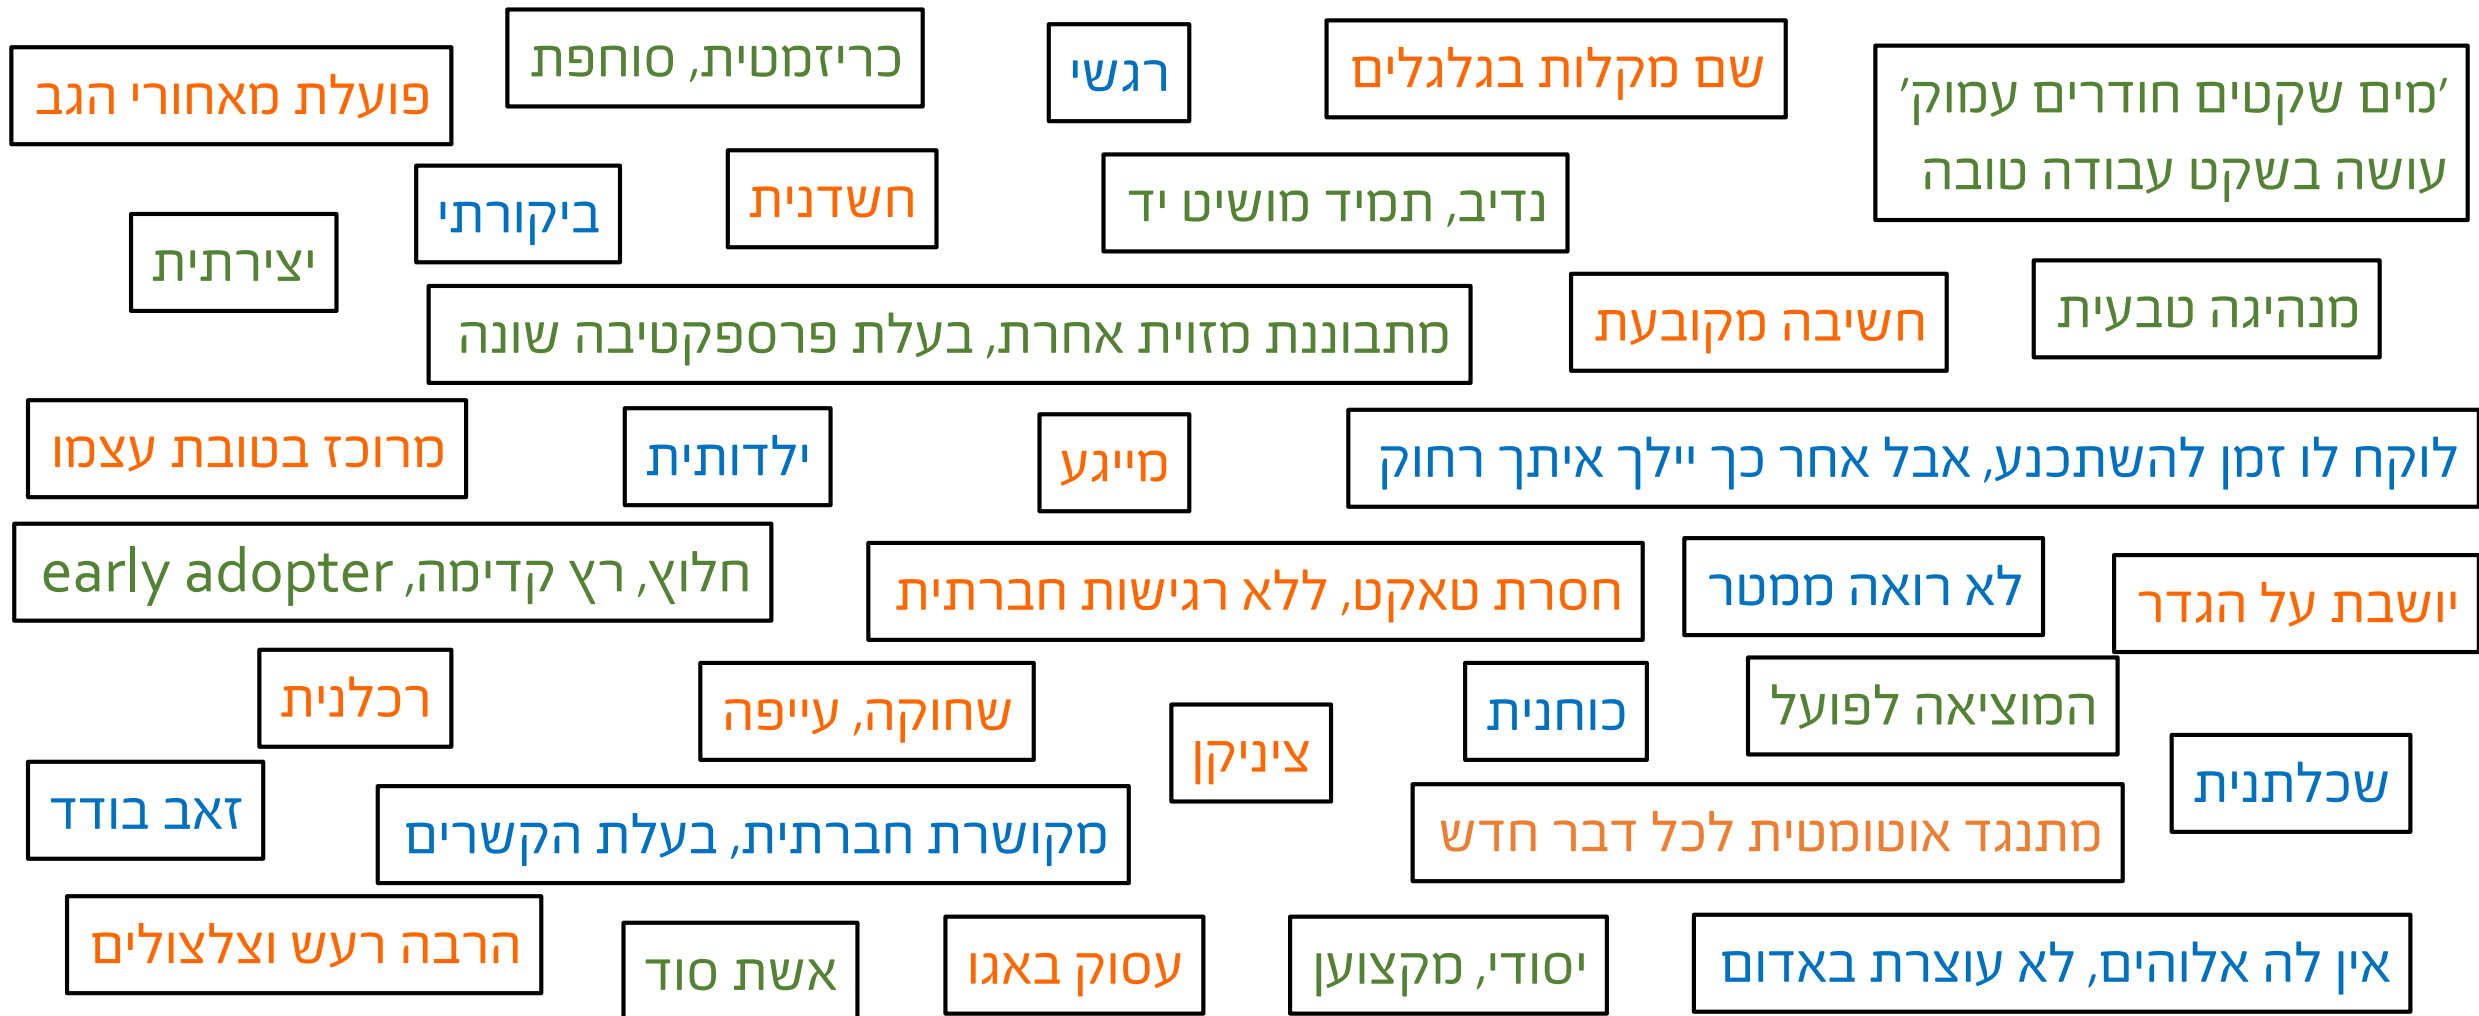 'מים שקטים חודרים עמוק'
עושה בשקט עבודה טובה
שם מקלות בגלגלים
רגשי
כריזמטית, סוחפת
פועלת מאחורי הגב
נדיב, תמיד מושיט יד
חשדנית
ביקורתי
יצירתית
מנהיגה טבעית
חשיבה מקובעת
מתבוננת מזוית אחרת, בעלת פרספקטיבה שונה
לוקח לו זמן להשתכנע, אבל אחר כך יילך איתך רחוק
מייגע
ילדותית
מרוכז בטובת עצמו
יושבת על הגדר
לא רואה ממטר
חסרת טאקט, ללא רגישות חברתית
חלוץ, רץ קדימה, early adopter
המוציאה לפועל
כוחנית
ציניקן
שחוקה, עייפה
רכלנית
שכלתנית
מתנגד אוטומטית לכל דבר חדש
מקושרת חברתית, בעלת הקשרים
זאב בודד
אין לה אלוהים, לא עוצרת באדום
יסודי, מקצוען
עסוק באגו
אשת סוד
הרבה רעש וצלצולים